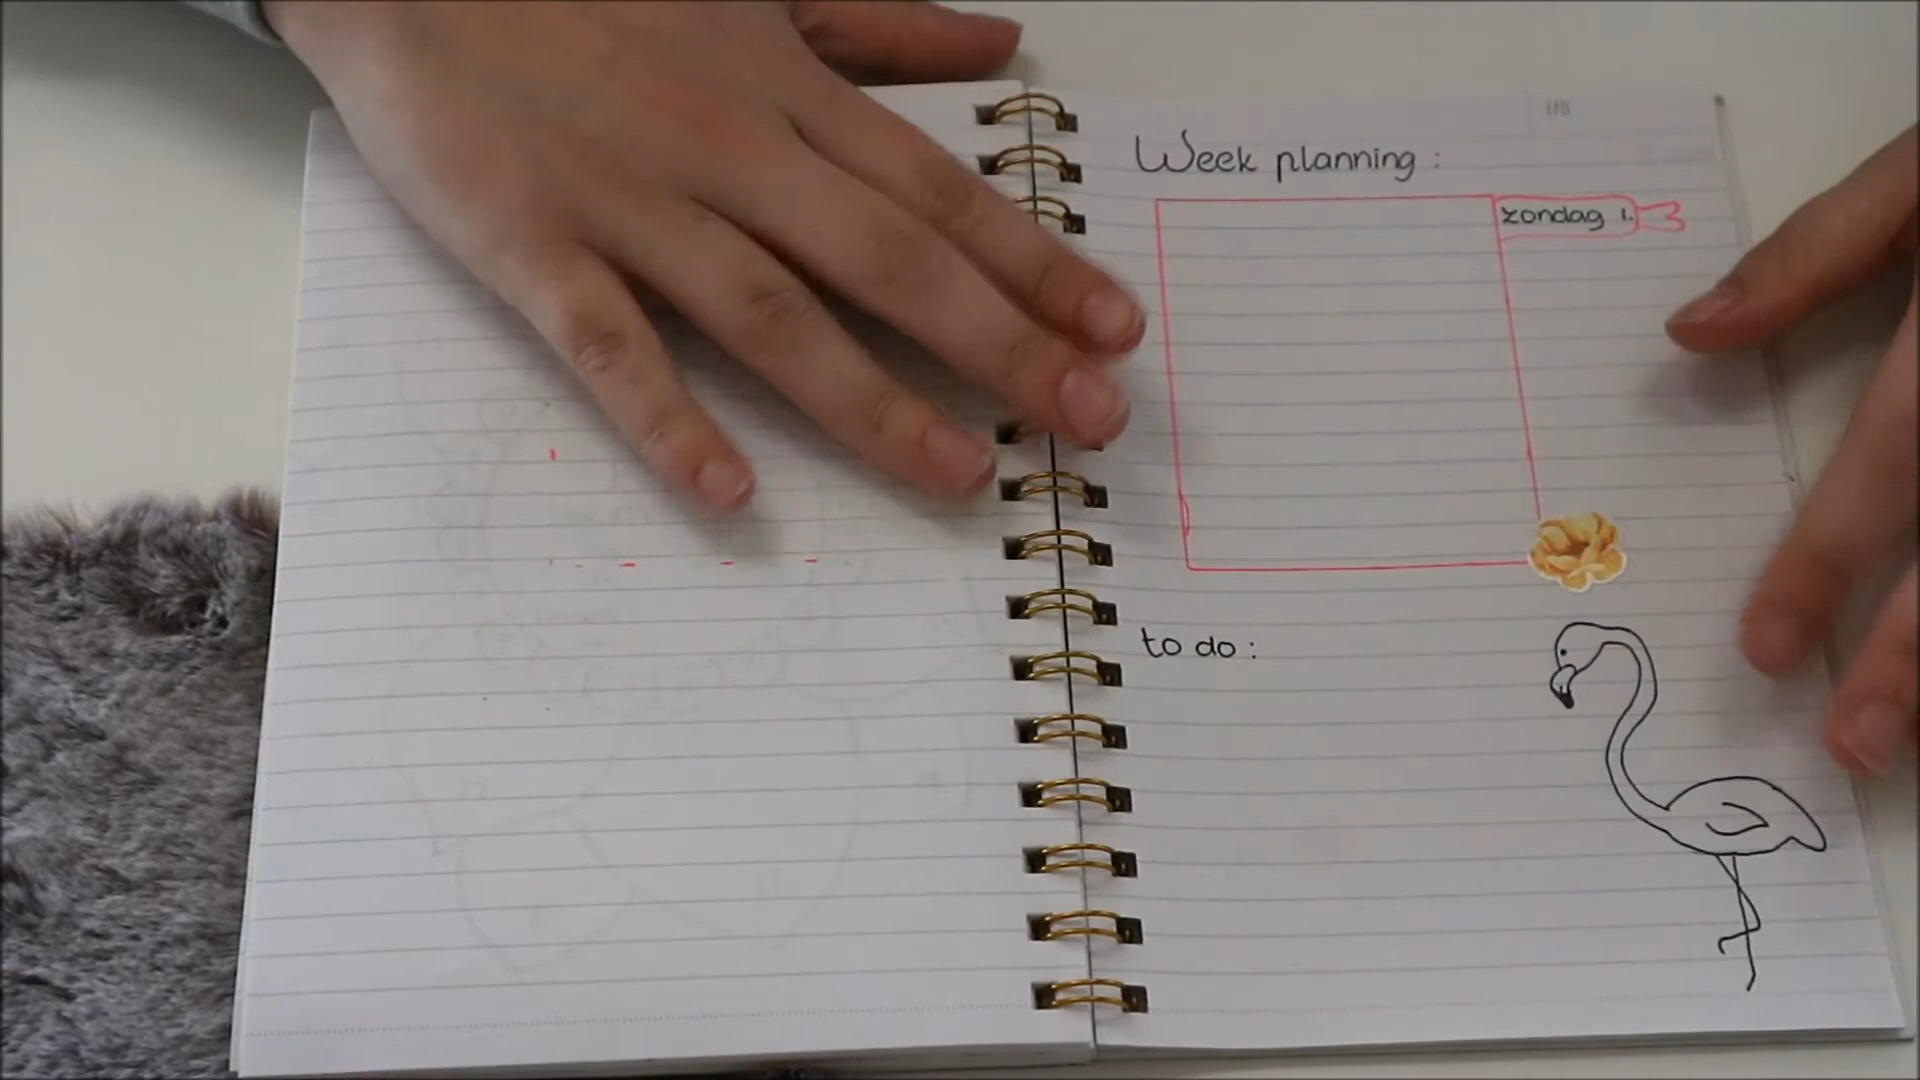 Week planning :
zondag 1.
to do :